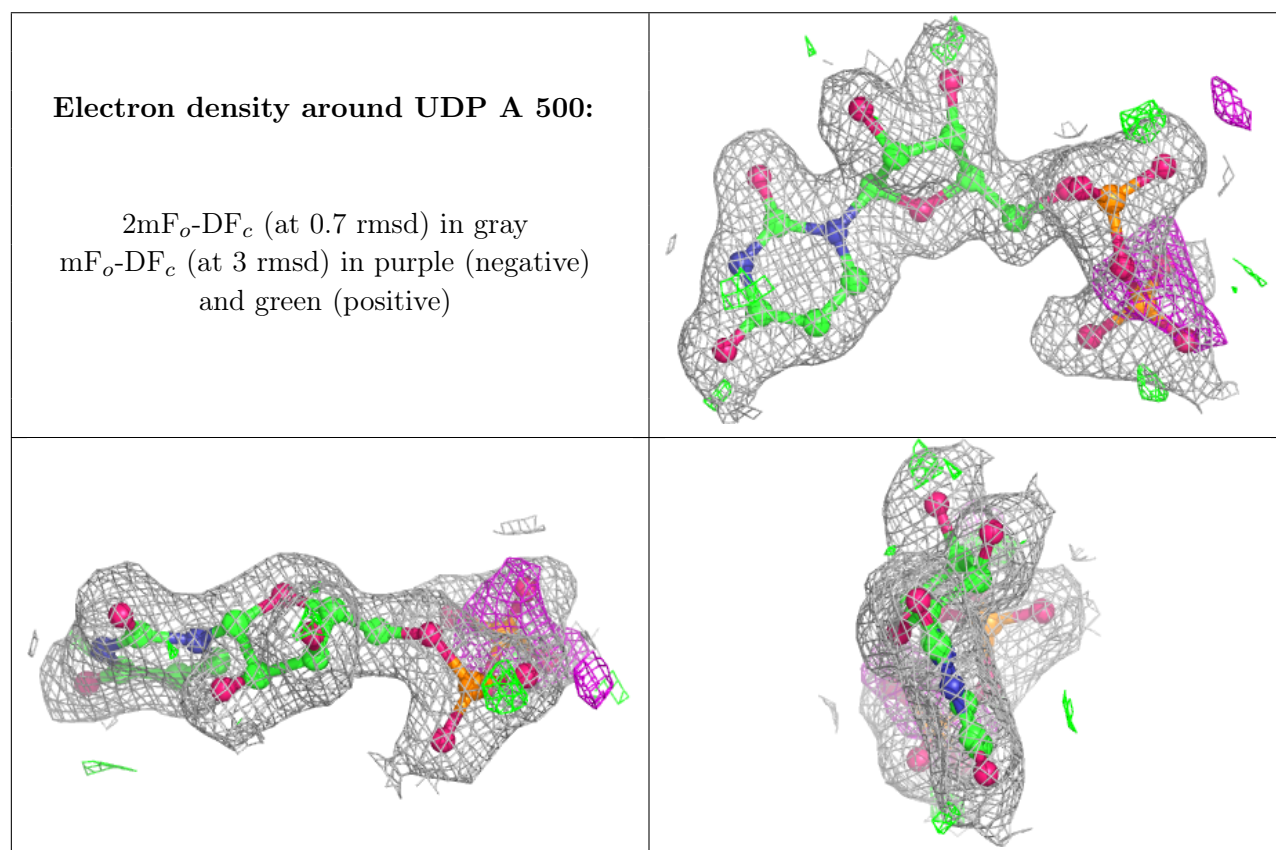 Electron density around UDP A 500:
2mFo-DFc (at 0.7 rmsd) in gray
mFo-DFc (at 3 rmsd) in purple (negative)
and green (positive)